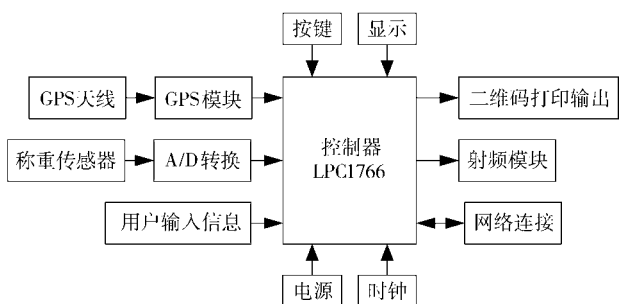 按键
显示
GPS天线
GPS模块
二维码打印输出
控制器
LPC1766
称重传感器
A/D转换
射频模块
用户输入信息
网络连接
电源
时钟